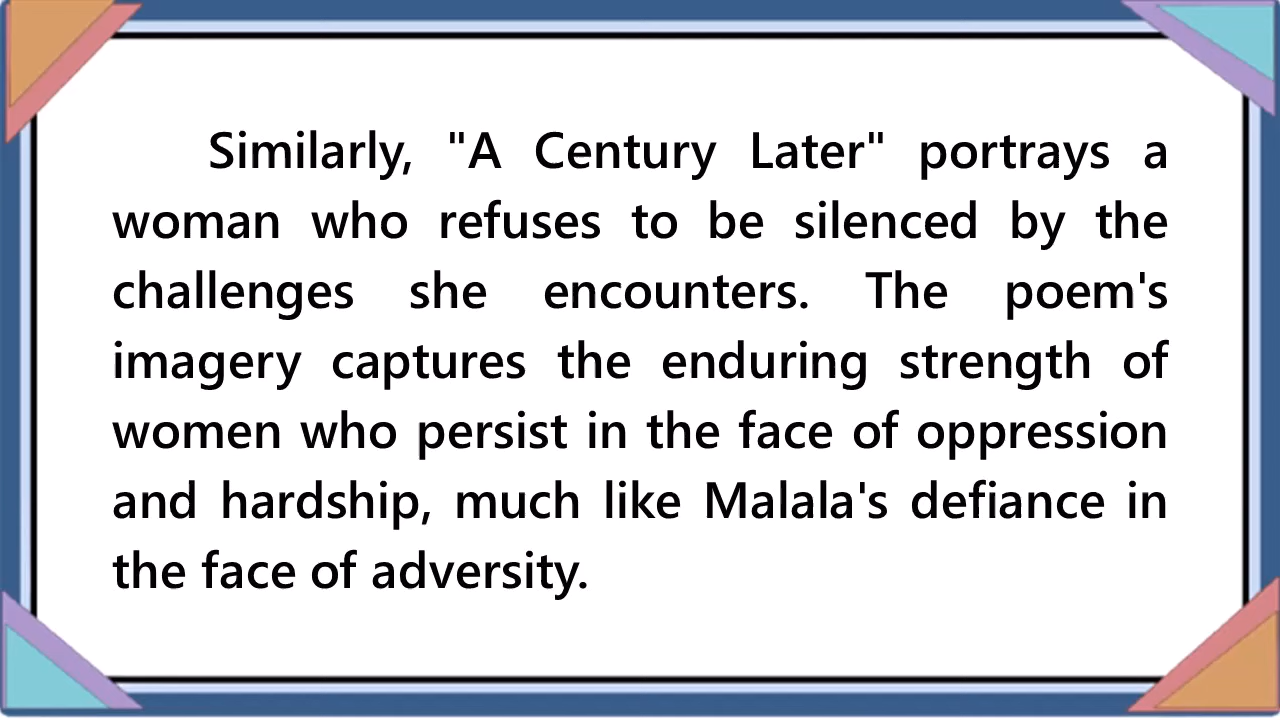 Similarly, "A Century Later" portrays a
woman who refuses to be silenced by the
challenges she encounters. The poem's
imagery captures the enduring strength of
women who persist in the face of oppression
and hardship, much like Malala's defiance in
the face of adversity.